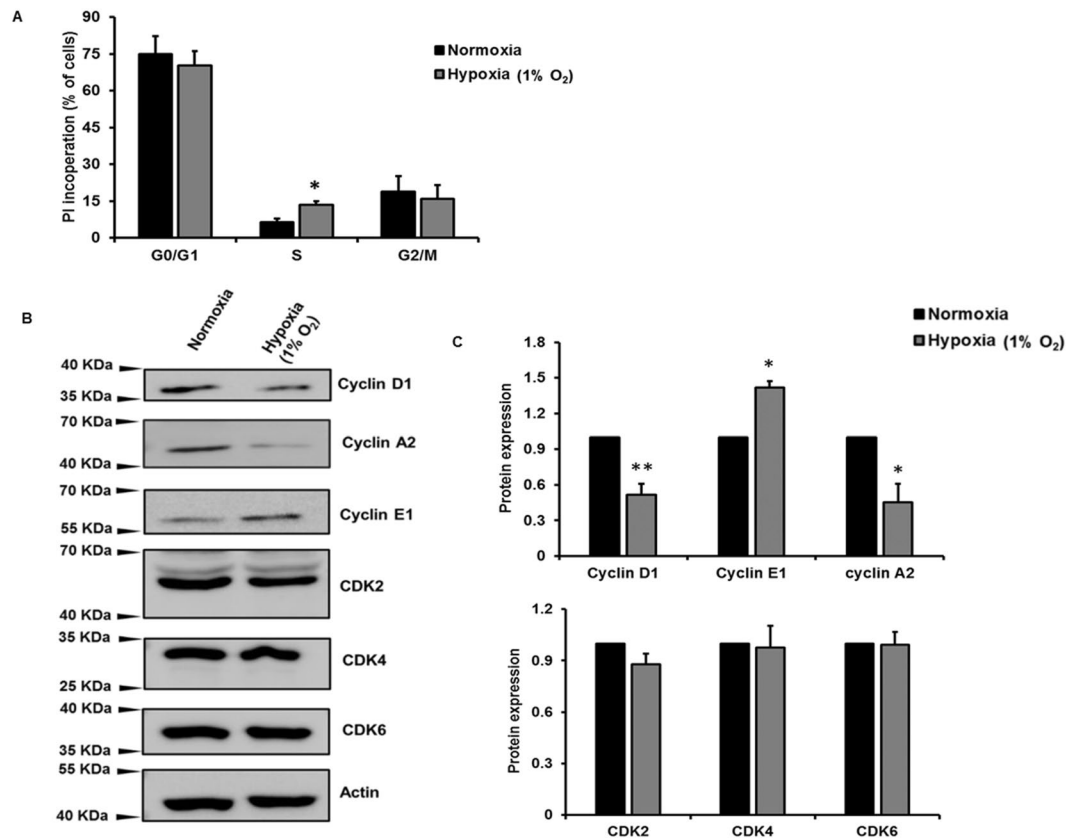 A
90
75
60
45
30
15
0
PI incoperation (% of cells)
Normoxia
Hypoxia (1% O₂)
*
G0/G1 S G2/M
B
Normoxia
Hypoxia
(1% O₂)
40 KDa
35 KDa
Cyclin D1
70 KDa
40 KDa
Cyclin A2
70 KDa
55 KDa
Cyclin E1
70 KDa
40 KDa
CDK2
35 KDa
25 KDa
CDK4
40 KDa
35 KDa
CDK6
55 KDa
40 KDa
Actin
C
Normoxia
Hypoxia (1% O₂)
1.8
1.5
1.2
0.9
0.6
0.3
0
Protein expression
**
*
*
Cyclin D1 Cyclin E1 cyclin A2
1.2
0.9
0.6
0.3
0
Protein expression
CDK2 CDK4 CDK6